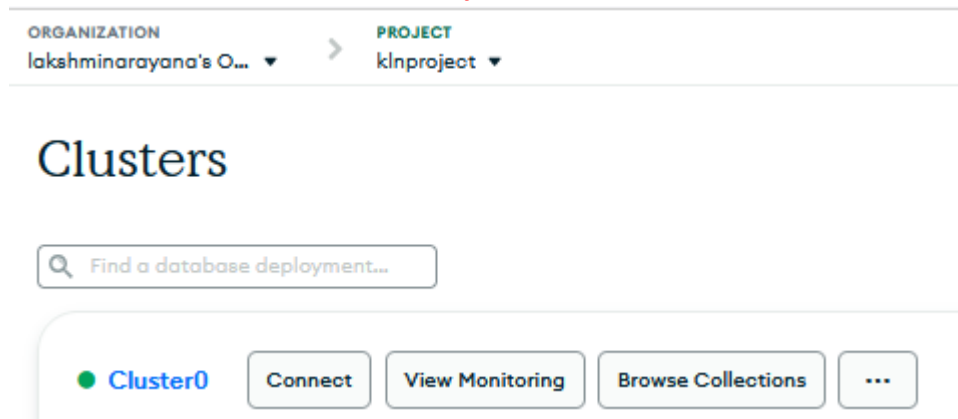 ORGANIZATION
lakshminarayana's O...
PROJECT
klnproject
Clusters
Find a database deployment...
Cluster0 Connect View Monitoring Browse Collections ...